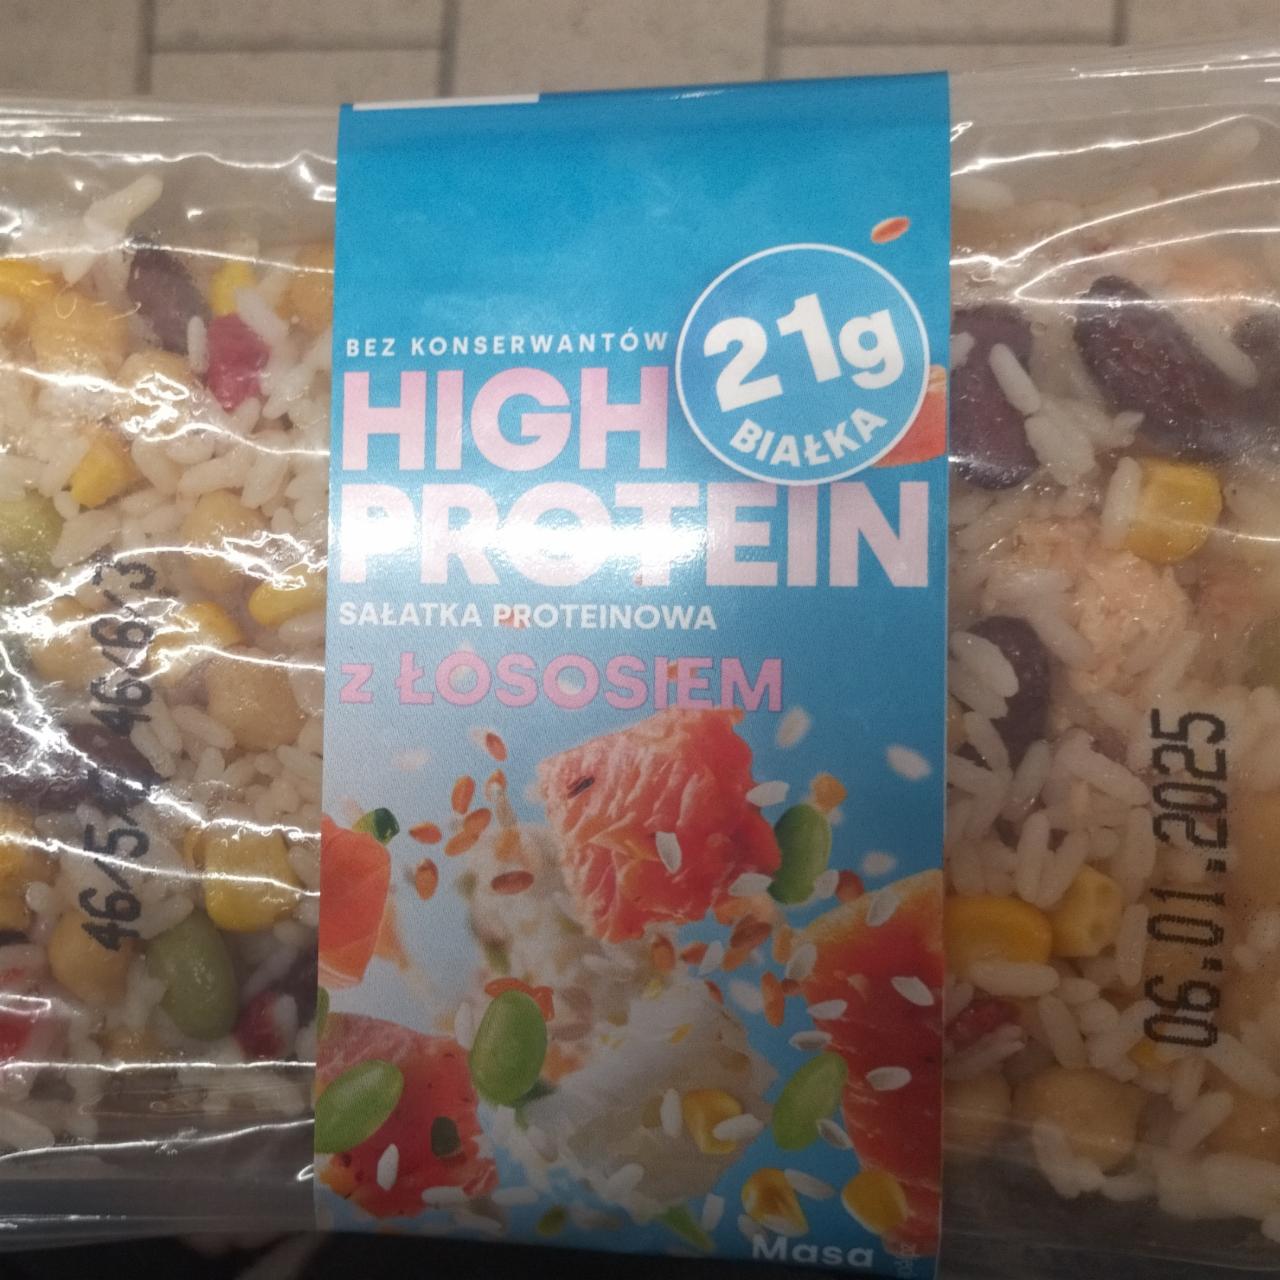 BEZ KONSERWANTÓW
21g
BIAŁKA
HIGH
PROTEIN
SAŁATKA PROTEINOWA
z ŁOSOSIEM
06.01.2025
Masa